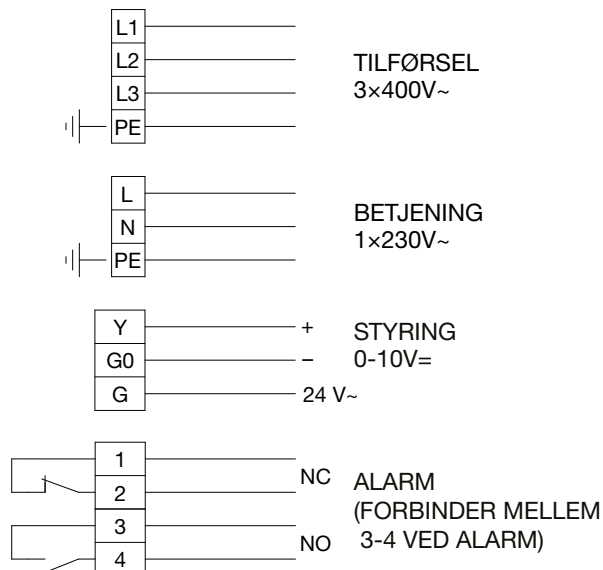 L1
L2
L3
PE
TILFØRSEL
3×400V~
L
N
PE
BETJENING
1×230V~
Y +
G0 −
G 24 V~
STYRING
0-10V=
1
2
NC
3
4
NO
ALARM
(FORBINDER MELLEM
3-4 VED ALARM)